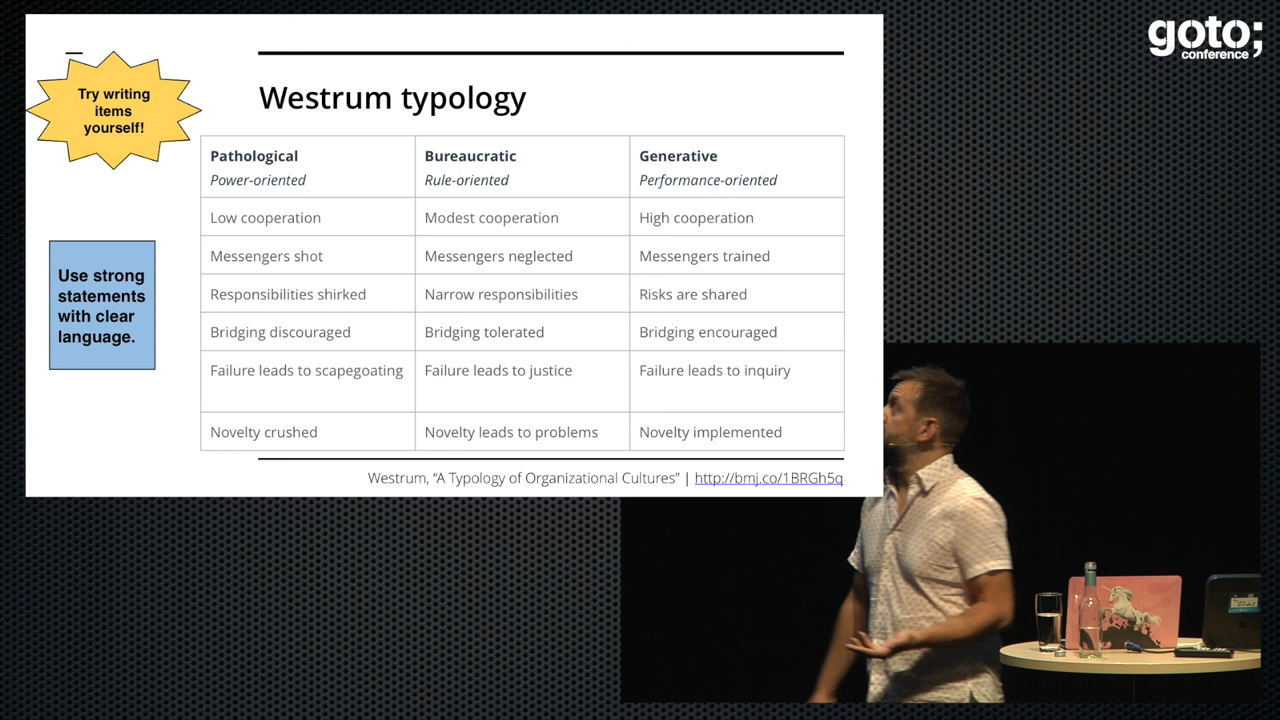 goto;
conference
Try writing
items
yourself!
Westrum typology
Pathological
Power-oriented
Bureaucratic
Rule-oriented
Generative
Performance-oriented
Low cooperation
Modest cooperation
High cooperation
Messengers shot
Messengers neglected
Messengers trained
Responsibilities shirked
Narrow responsibilities
Risks are shared
Bridging discouraged
Bridging tolerated
Bridging encouraged
Failure leads to scapegoating
Failure leads to justice
Failure leads to inquiry
Novelty crushed
Novelty leads to problems
Novelty implemented
Use strong
statements
with clear
language.
Westrum, “A Typology of Organizational Cultures” | http://bmj.co/1BRGh5q